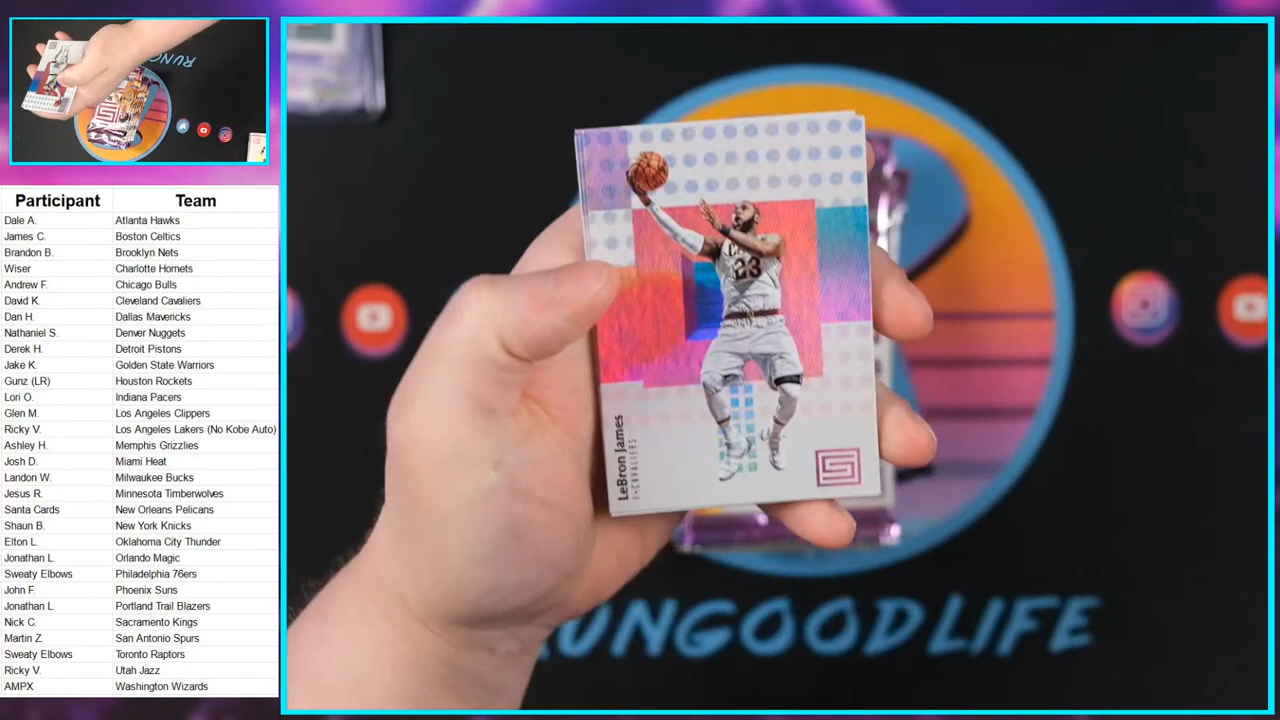 RUNG
Participant Team
Dale A. Atlanta Hawks
James C. Boston Celtics
Brandon B. Brooklyn Nets
Wiser Charlotte Hornets
Andrew F. Chicago Bulls
David K. Cleveland Cavaliers
Dan H. Dallas Mavericks
Nathaniel S. Denver Nuggets
Derek H. Detroit Pistons
Jake K. Golden State Warriors
Gunz (LR) Houston Rockets
Lori O. Indiana Pacers
Glen M. Los Angeles Clippers
Ricky V. Los Angeles Lakers (No Kobe Auto)
Ashley H. Memphis Grizzlies
Josh D. Miami Heat
Landon W. Milwaukee Bucks
Jesus R. Minnesota Timberwolves
Santa Cards New Orleans Pelicans
Shaun B. New York Knicks
Elton L. Oklahoma City Thunder
Jonathan L. Orlando Magic
Sweaty Elbows Philadelphia 76ers
John F. Phoenix Suns
Jonathan L. Portland Trail Blazers
Nick C. Sacramento Kings
Martin Z. San Antonio Spurs
Sweaty Elbows Toronto Raptors
Ricky V. Utah Jazz
AMPX Washington Wizards
23
LeBron James
F • CAVALIERS
UNGOODLIFE